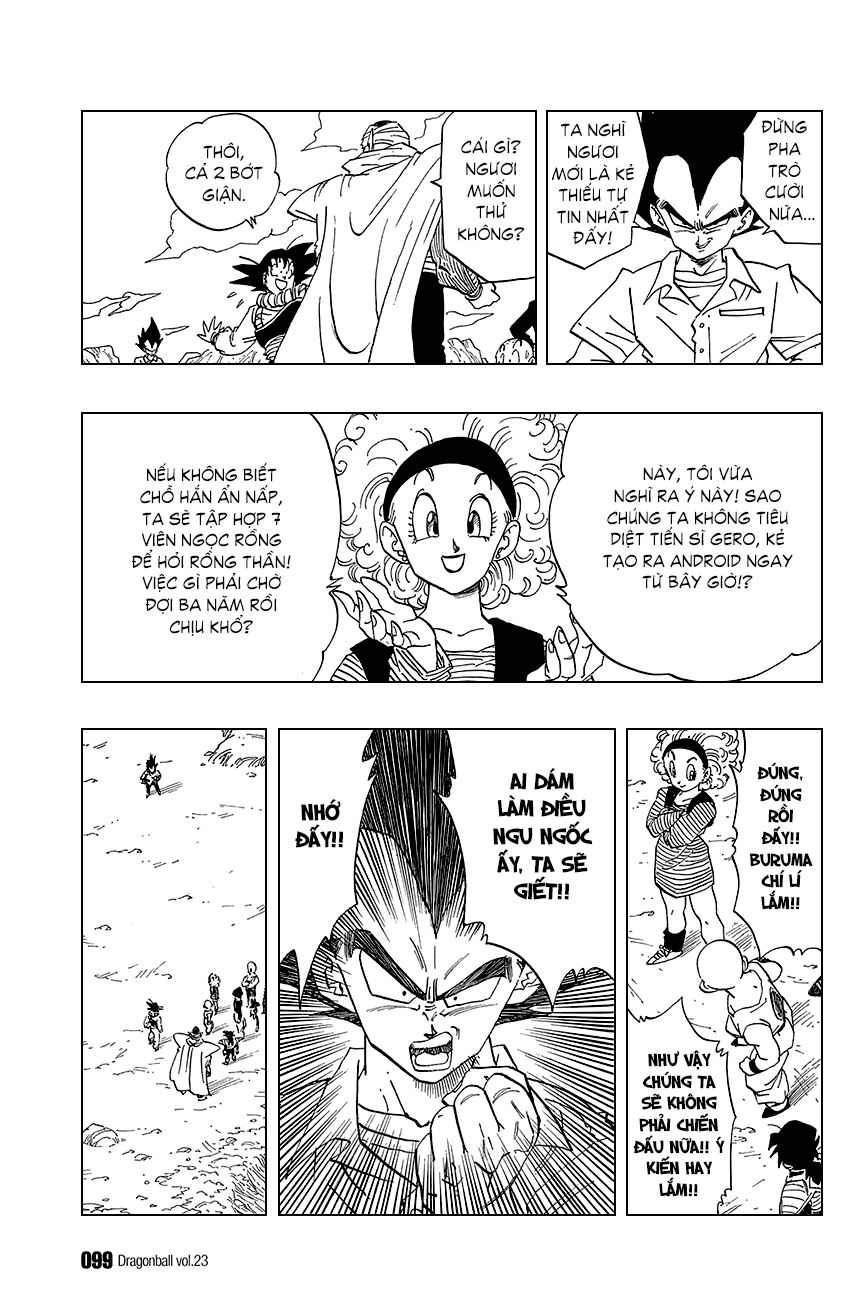 ĐỪNG
PHA
TRÒ
CƯỜI
NỮA...
TA NGHĨ
NGƯƠI
MỚI LÀ KẺ
THIẾU TỰ
TIN NHẤT
ĐẤY!
CÁI GÌ?
NGƯƠI
MUỐN
THỬ
KHÔNG?
THÔI,
CẢ 2 BỚT
GIẬN.
NÀY, TÔI VỪA
NGHĨ RA Ý NÀY! SAO
CHÚNG TA KHÔNG TIÊU
DIỆT TIẾN SĨ GERO, KẺ
TẠO RA ANDROID NGAY
TỪ BÂY GIỜ!?
NẾU KHÔNG BIẾT
CHỖ HẮN ẨN NẤP,
TA SẼ TẬP HỢP 7
VIÊN NGỌC RỒNG
ĐỂ HỎI RỒNG THẦN!
VIỆC GÌ PHẢI CHỜ
ĐỢI BA NĂM RỒI
CHỊU KHỔ?
ĐÚNG,
ĐÚNG
RỒI
ĐẤY!!
BURUMA
CHÍ LÍ
LẮM!!
NHƯ VẬY
CHÚNG TA
SẼ KHÔNG
PHẢI CHIẾN
ĐẤU NỮA!! Ý
KIẾN HAY
LẮM!!
AI DÁM
LÀM ĐIỀU
NGU NGỐC
ẤY, TA SẼ
GIẾT!!
NHỚ
ĐẤY!!
099 Dragonball vol.23